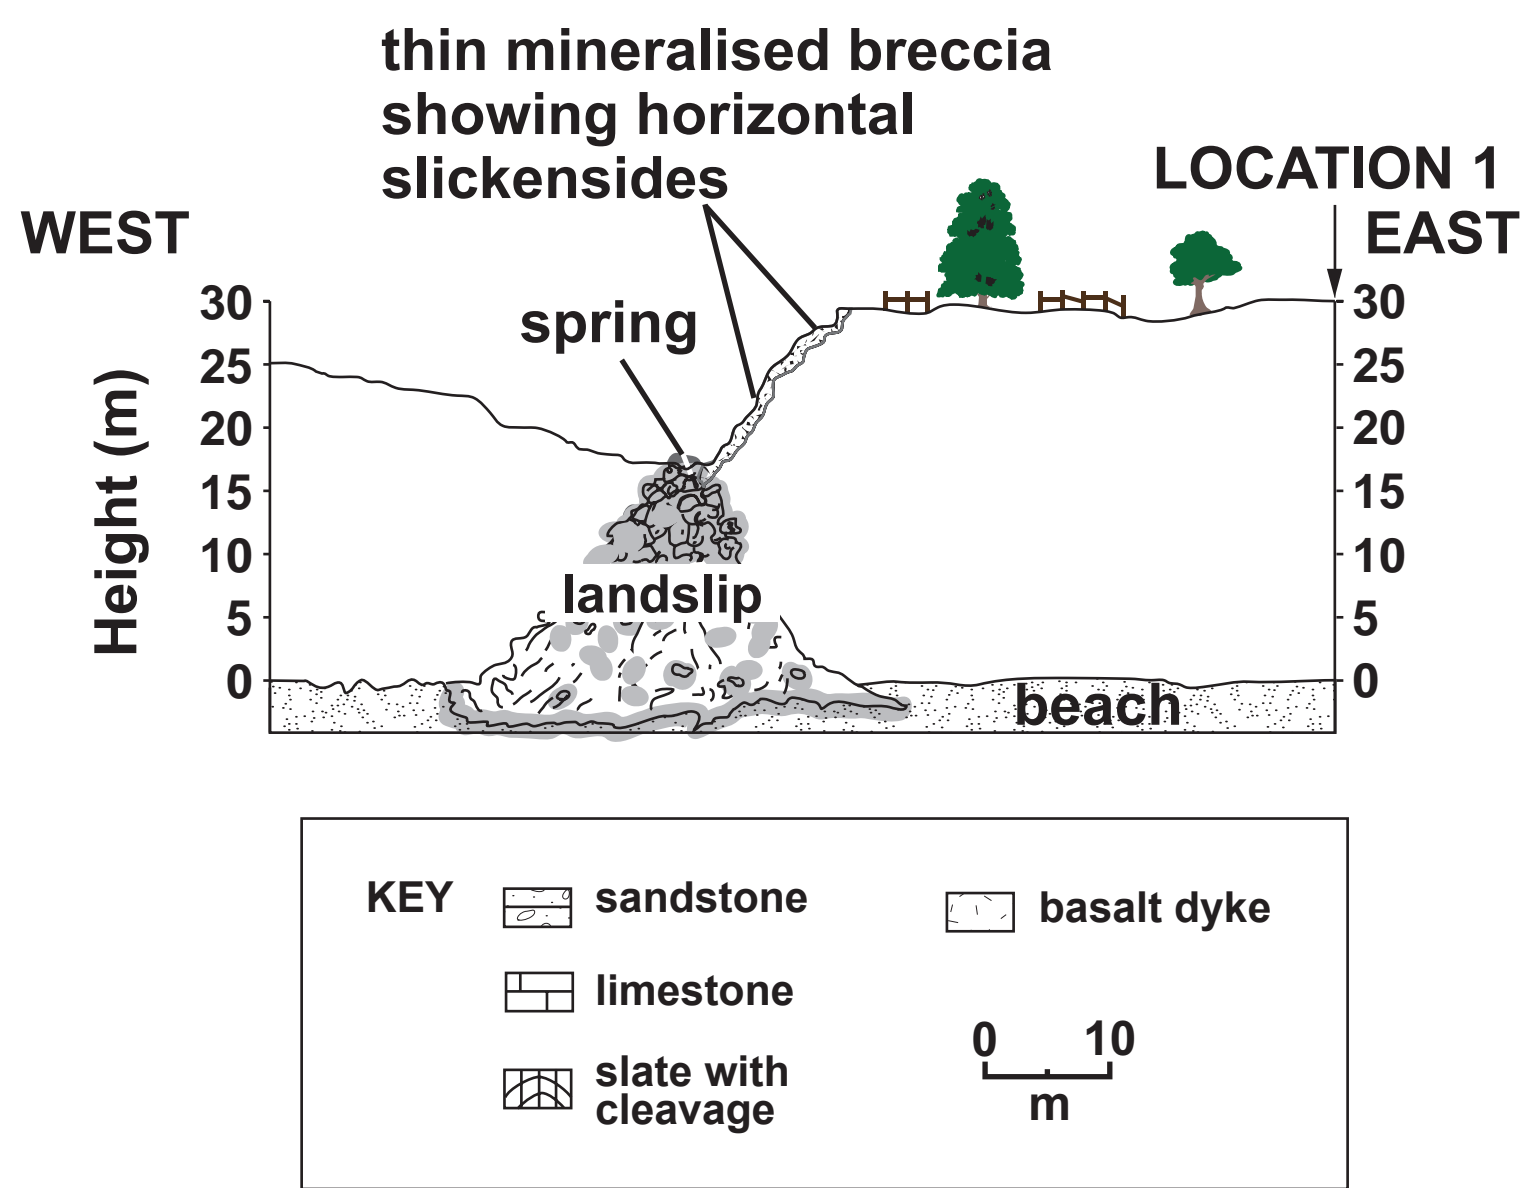 thin mineralised breccia
showing horizontal
slickensides
LOCATION 1
WEST
EAST
spring
Height (m)
30
25
20
15
10
5
0
30
25
20
15
10
5
0
landslip
beach
KEY
sandstone
basalt dyke
limestone
slate with
cleavage
0 10
m